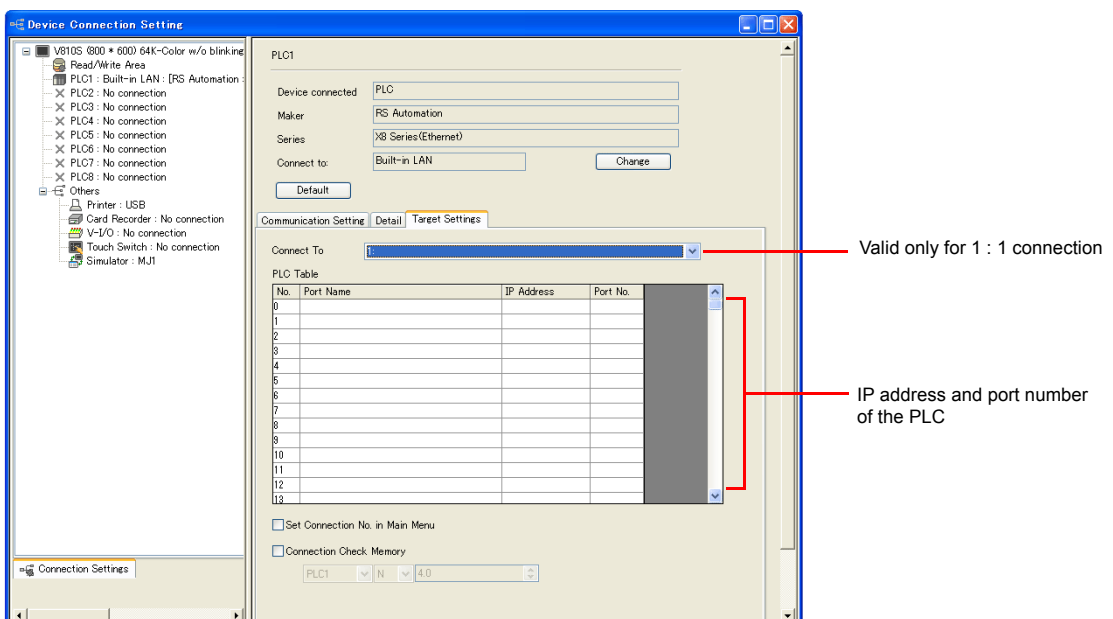 Device Connection Setting
V810S (800 * 600) 64K-Color w/o blinking
Read/Write Area
PLC1 : Built-in LAN : [RS Automation :
PLC2 : No connection
PLC3 : No connection
PLC4 : No connection
PLC5 : No connection
PLC6 : No connection
PLC7 : No connection
PLC8 : No connection
Others
Printer : USB
Card Recorder : No connection
V-I/O : No connection
Touch Switch : No connection
Simulator : MJ1
Connection Settings
PLC1
Device connected PLC
Maker RS Automation
Series X8 Series(Ethernet)
Connect to: Built-in LAN Change
Default
Communication Setting Detail Target Settings
Connect To 1:
PLC Table
No. Port Name IP Address Port No.
0
1
2
3
4
5
6
7
8
9
10
11
12
13
Set Connection No. in Main Menu
Connection Check Memory
PLC1 N 4.0
Valid only for 1 : 1 connection
IP address and port number
of the PLC